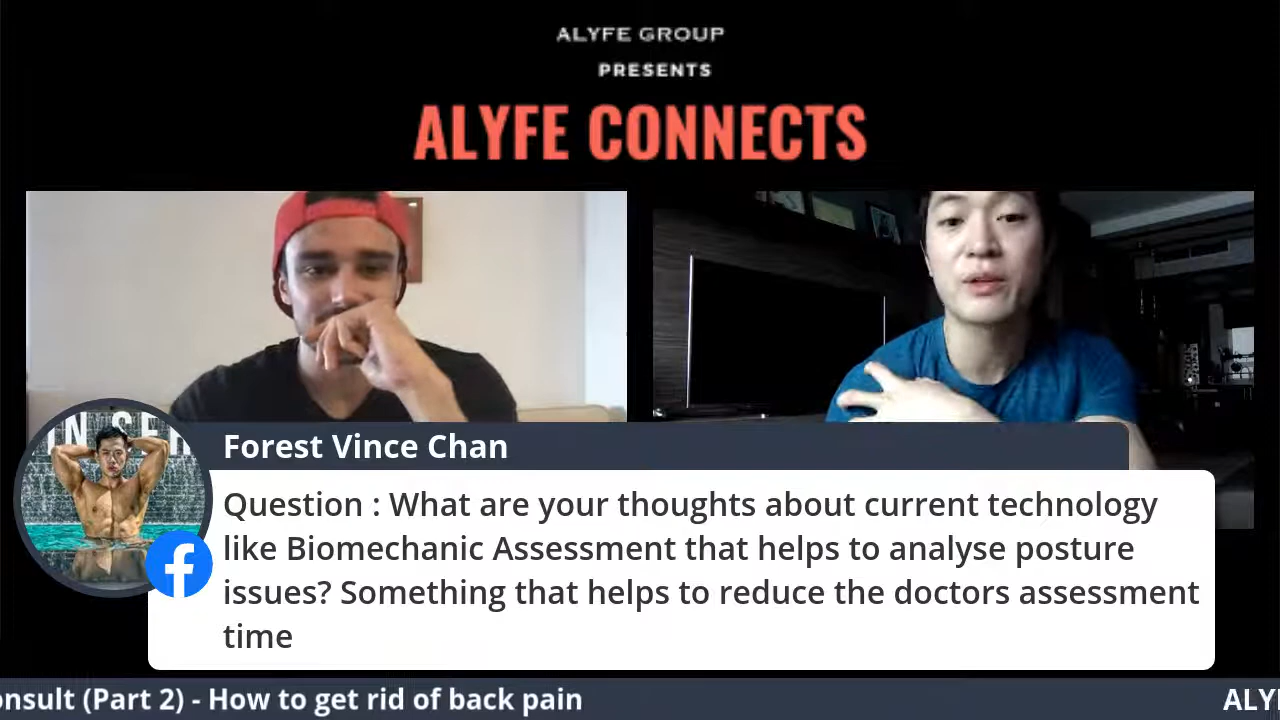 ALYFE GROUP
PRESENTS
ALYFE CONNECTS
IN SER
Forest Vince Chan
Question : What are your thoughts about current technology
like Biomechanic Assessment that helps to analyse posture
issues? Something that helps to reduce the doctors assessment
time
onsult (Part 2) - How to get rid of back pain
ALY